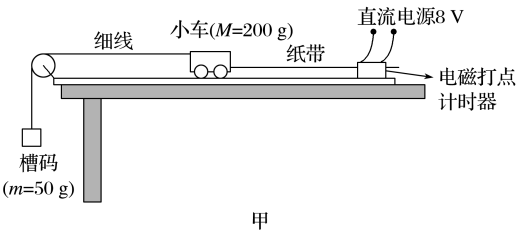 直流电源8 V
小车(M=200 g)
细线
纸带
电磁打点
计时器
槽码
(m=50 g)
甲